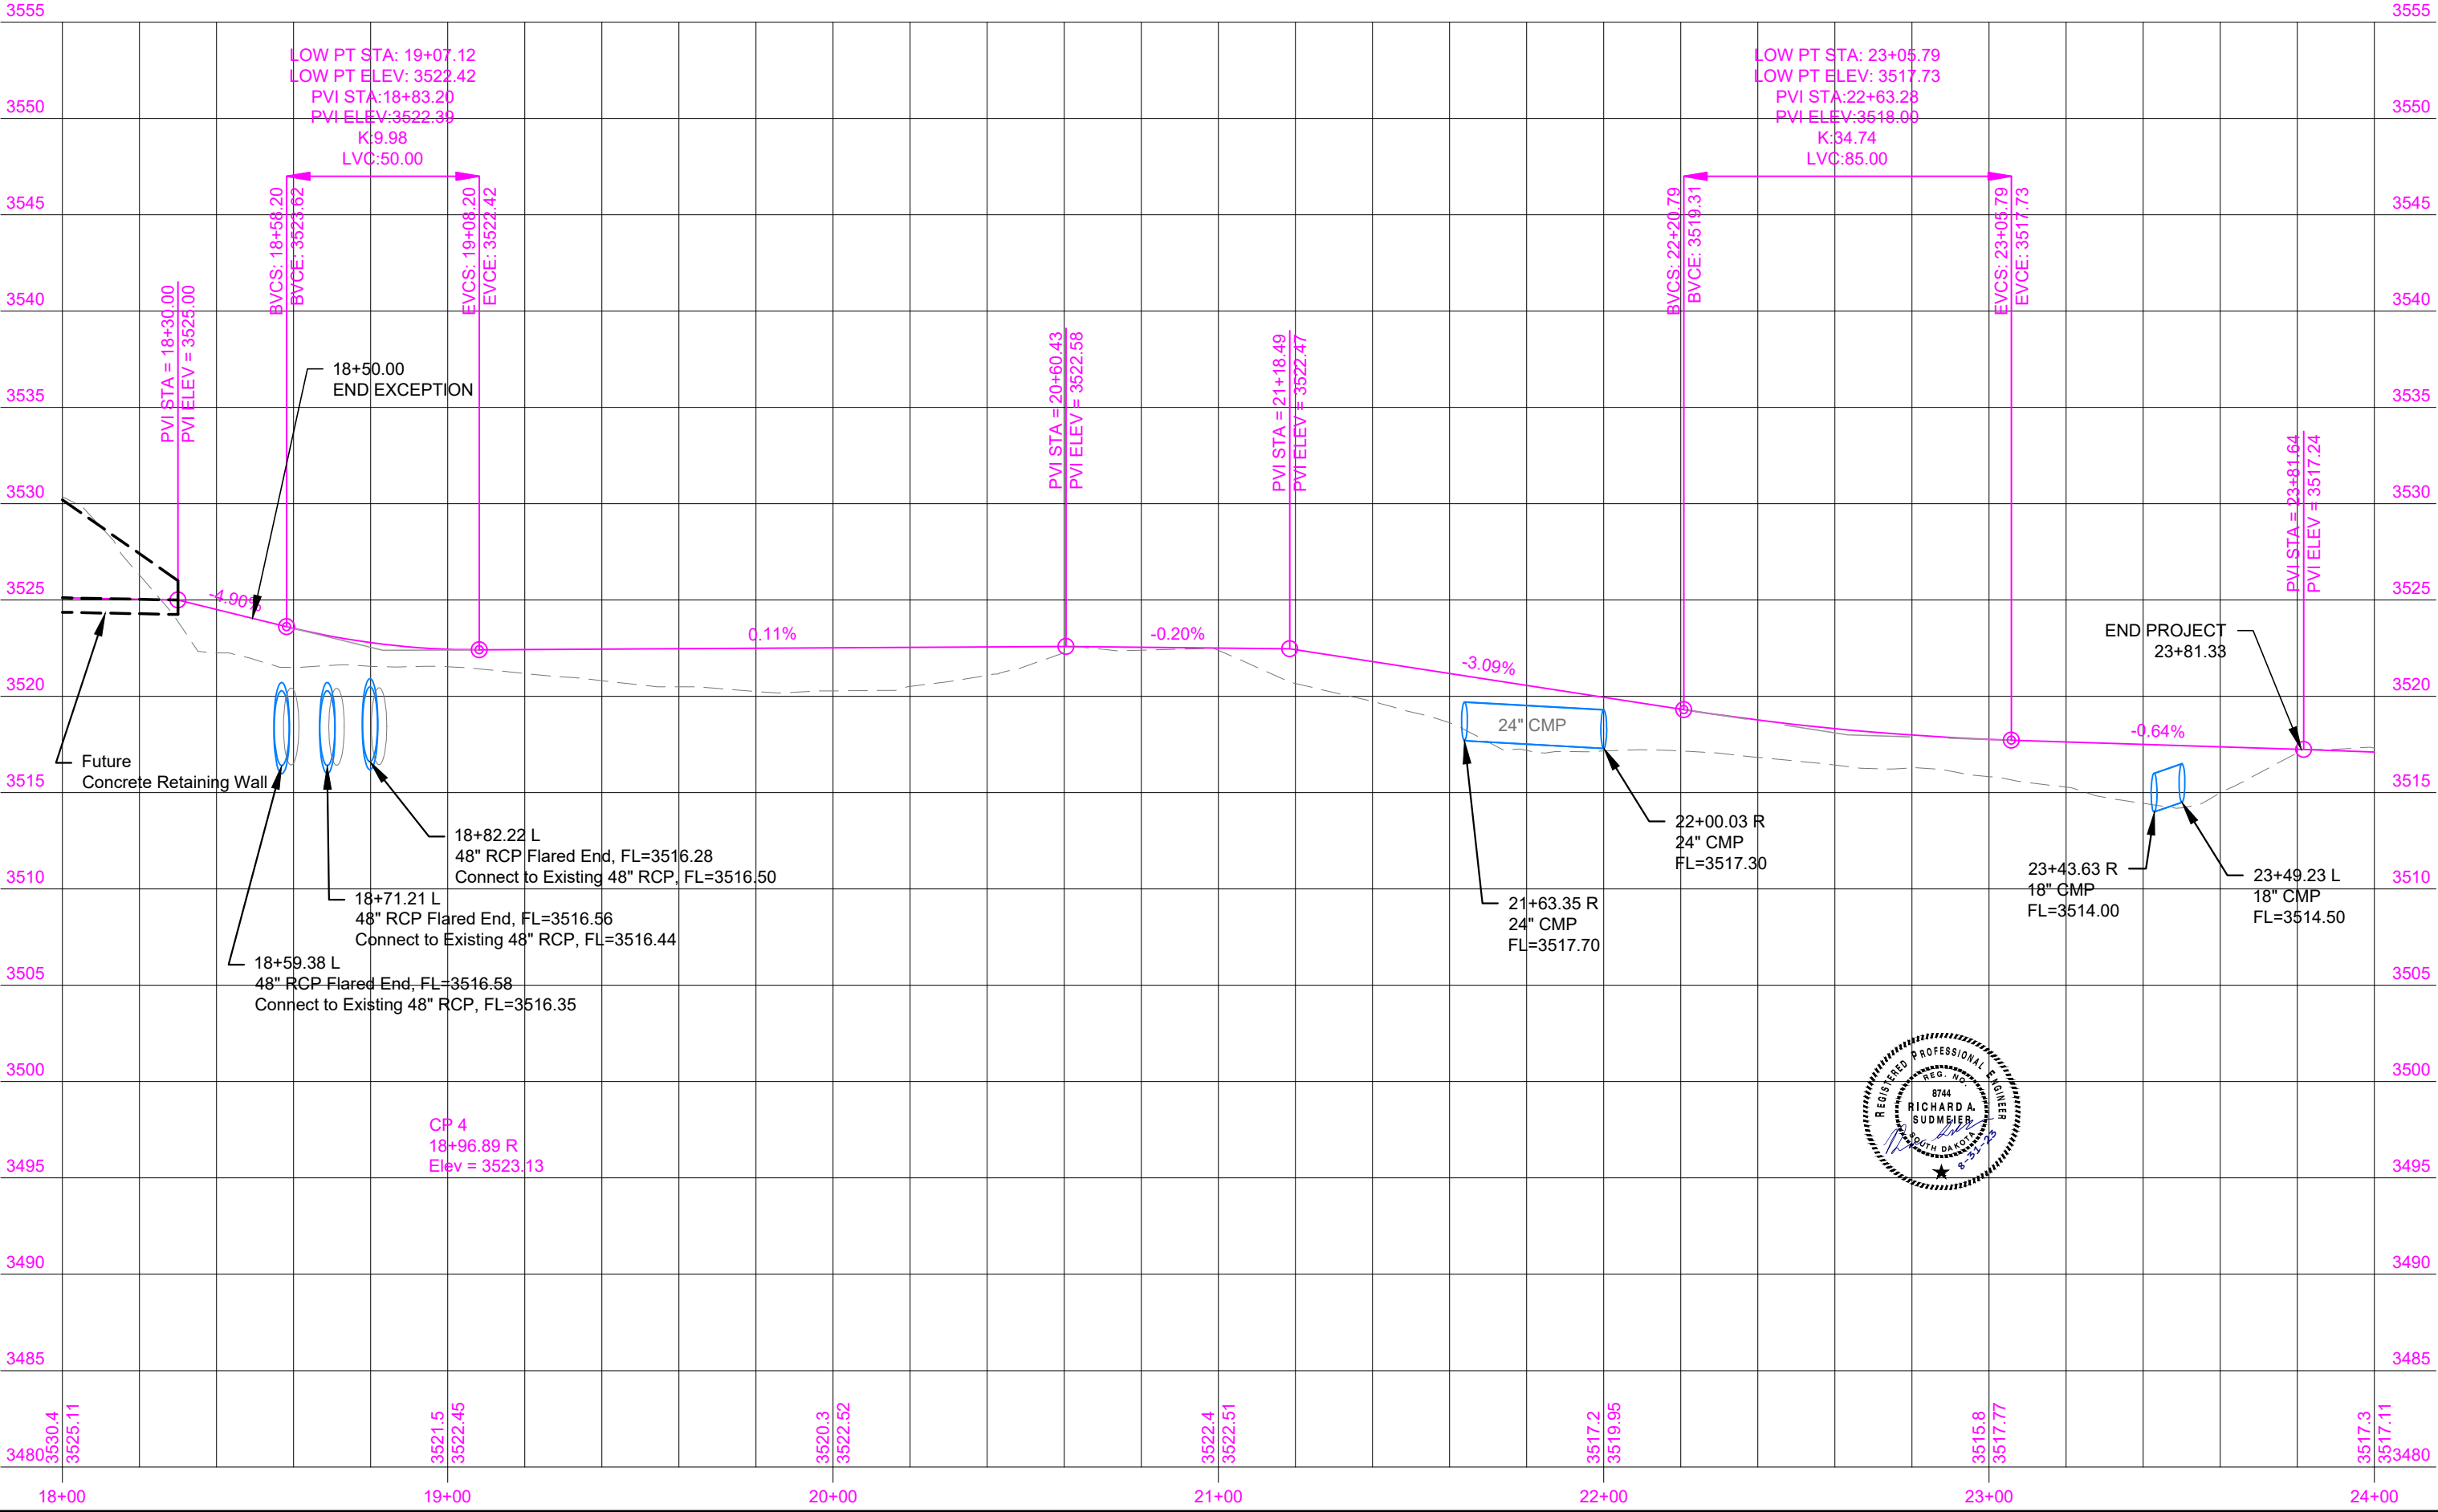 3555
3555
LOW PT STA: 19+07.12
LOW PT ELEV: 3522.42
PVI STA:18+83.20
PVI ELEV:3522.39
K:9.98
LVC:50.00
LOW PT STA: 23+05.79
LOW PT ELEV: 3517.73
PVI STA:22+63.28
PVI ELEV:3518.00
K:34.74
LVC:85.00
3550
3550
BVCS: 18+58.20
BVCE: 3523.62
EVCS: 19+08.20
EVCE: 3522.42
BVCS: 22+20.79
BVCE: 3519.31
EVCS: 23+05.79
EVCE: 3517.73
3545
3545
3540
3540
PVI STA = 18+30.00
PVI ELEV = 3525.00
PVI STA = 20+60.43
PVI ELEV = 3522.58
PVI STA = 21+18.49
PVI ELEV = 3522.47
PVI STA = 23+81.64
PVI ELEV = 3517.24
18+50.00
END EXCEPTION
3535
3535
3530
3530
3525
3525
-4.90%
0.11%
-0.20%
-3.09%
-0.64%
END PROJECT
23+81.33
3520
3520
24" CMP
Future
Concrete Retaining Wall
3515
3515
18+82.22 L
48" RCP Flared End, FL=3516.28
Connect to Existing 48" RCP, FL=3516.50
22+00.03 R
24" CMP
FL=3517.30
23+43.63 R
18" CMP
FL=3514.00
23+49.23 L
18" CMP
FL=3514.50
3510
3510
18+71.21 L
48" RCP Flared End, FL=3516.56
Connect to Existing 48" RCP, FL=3516.44
21+63.35 R
24" CMP
FL=3517.70
18+59.38 L
48" RCP Flared End, FL=3516.58
Connect to Existing 48" RCP, FL=3516.35
3505
3505
3500
3500
REGISTERED PROFESSIONAL ENGINEER
REG. NO.
8744
RICHARD A.
SUDMEIER
SOUTH DAKOTA
8-31-23
CP 4
18+96.89 R
Elev = 3523.13
3495
3495
3490
3490
3485
3485
3480
3480
3530.4
3525.11
3521.5
3522.45
3520.3
3522.52
3522.4
3522.51
3517.2
3519.95
3515.8
3517.77
3517.3
3517.11
18+00
19+00
20+00
21+00
22+00
23+00
24+00